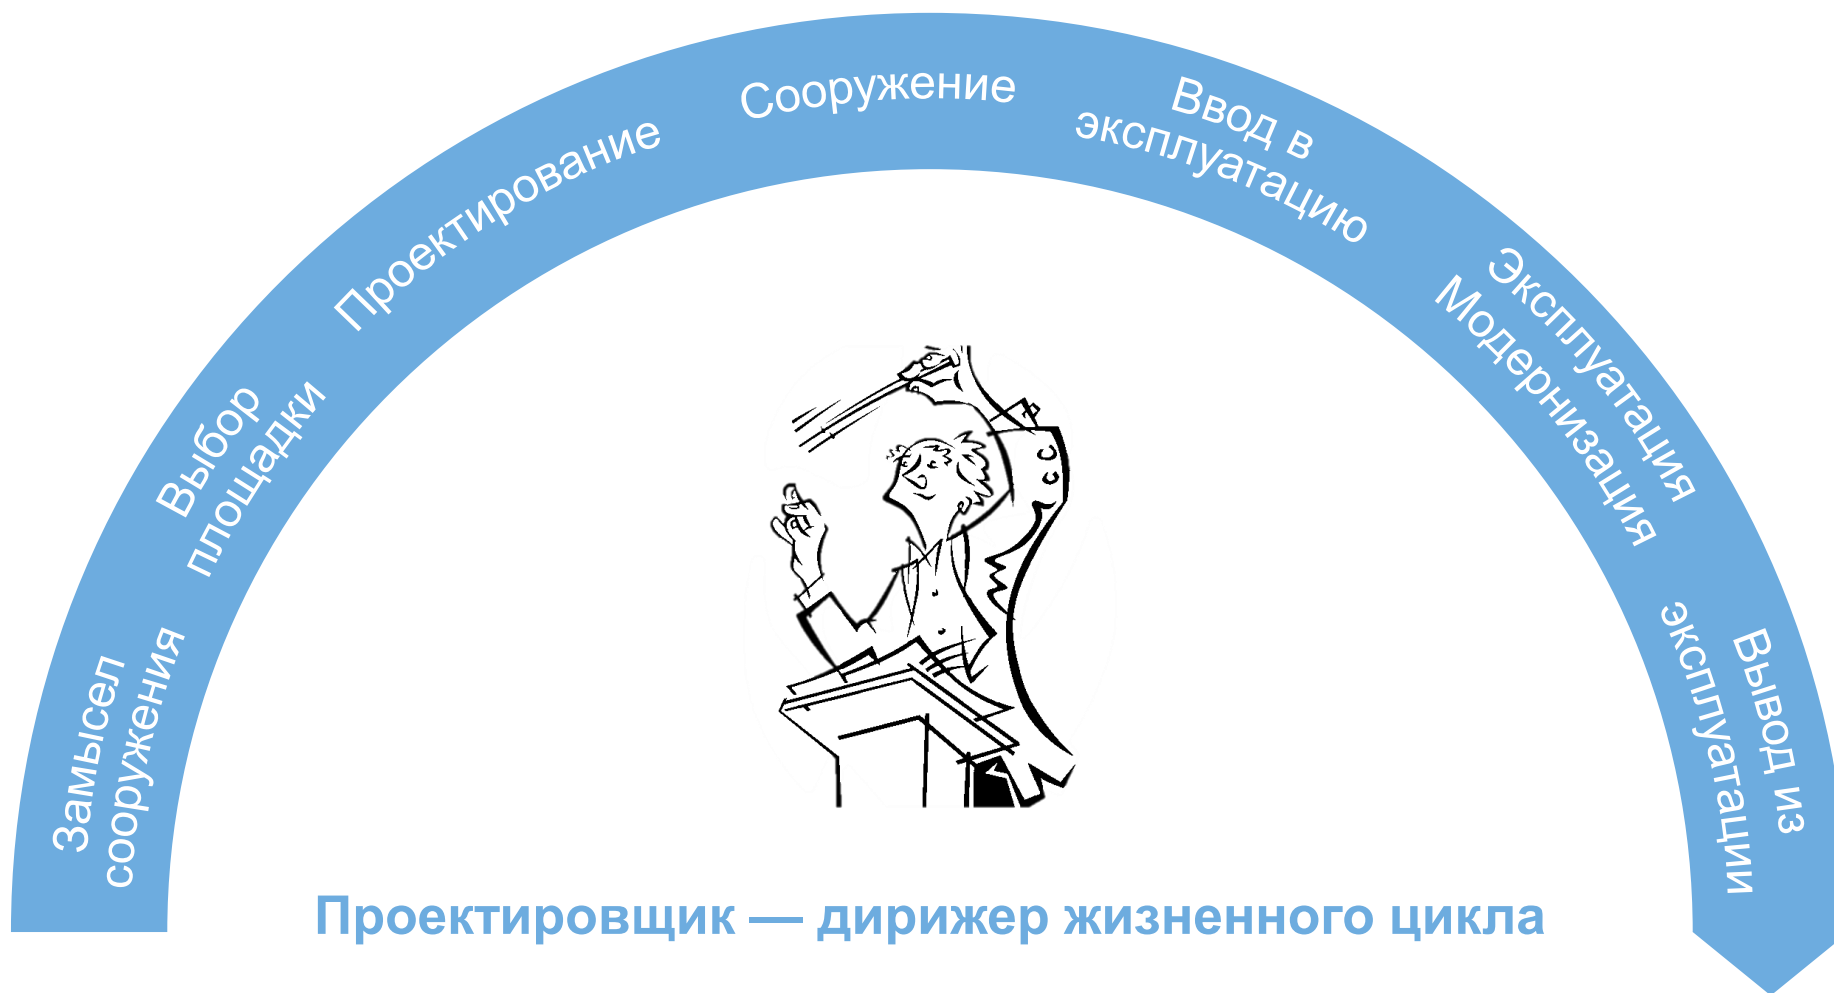 Замысел
сооружения
Выбор
площадки
Проектирование
Сооружение
Ввод в
эксплуатацию
Эксплуатация
Модернизация
Вывод из
эксплуатации
Проектировщик — дирижер жизненного цикла